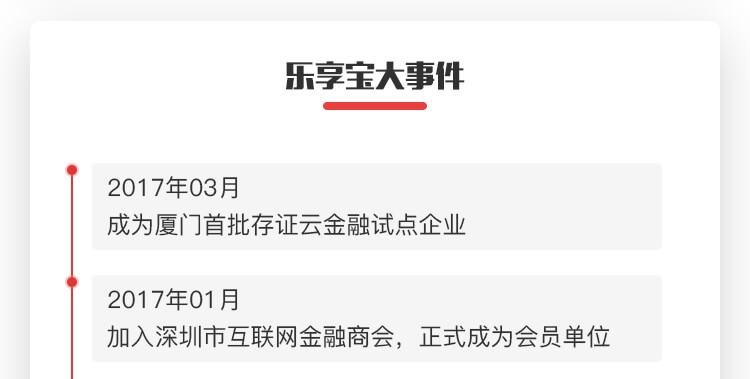 乐享宝大事件
2017年03月
成为厦门首批存证云金融试点企业
2017年01月
加入深圳市互联网金融商会，正式成为会员单位